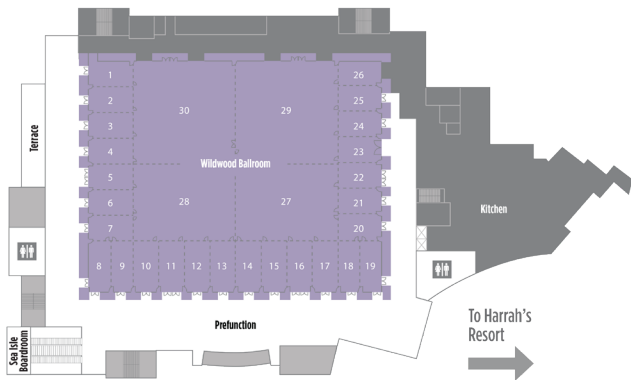 1
26
2
25
30
29
3
24
Terrace
4
23
Wildwood Ballroom
5
22
6
28
27
21
Kitchen
7
20
8 9 10 11 12 13 14 15 16 17 18 19
To Harrah's
Resort
Prefunction
Sea Isle
Boardroom